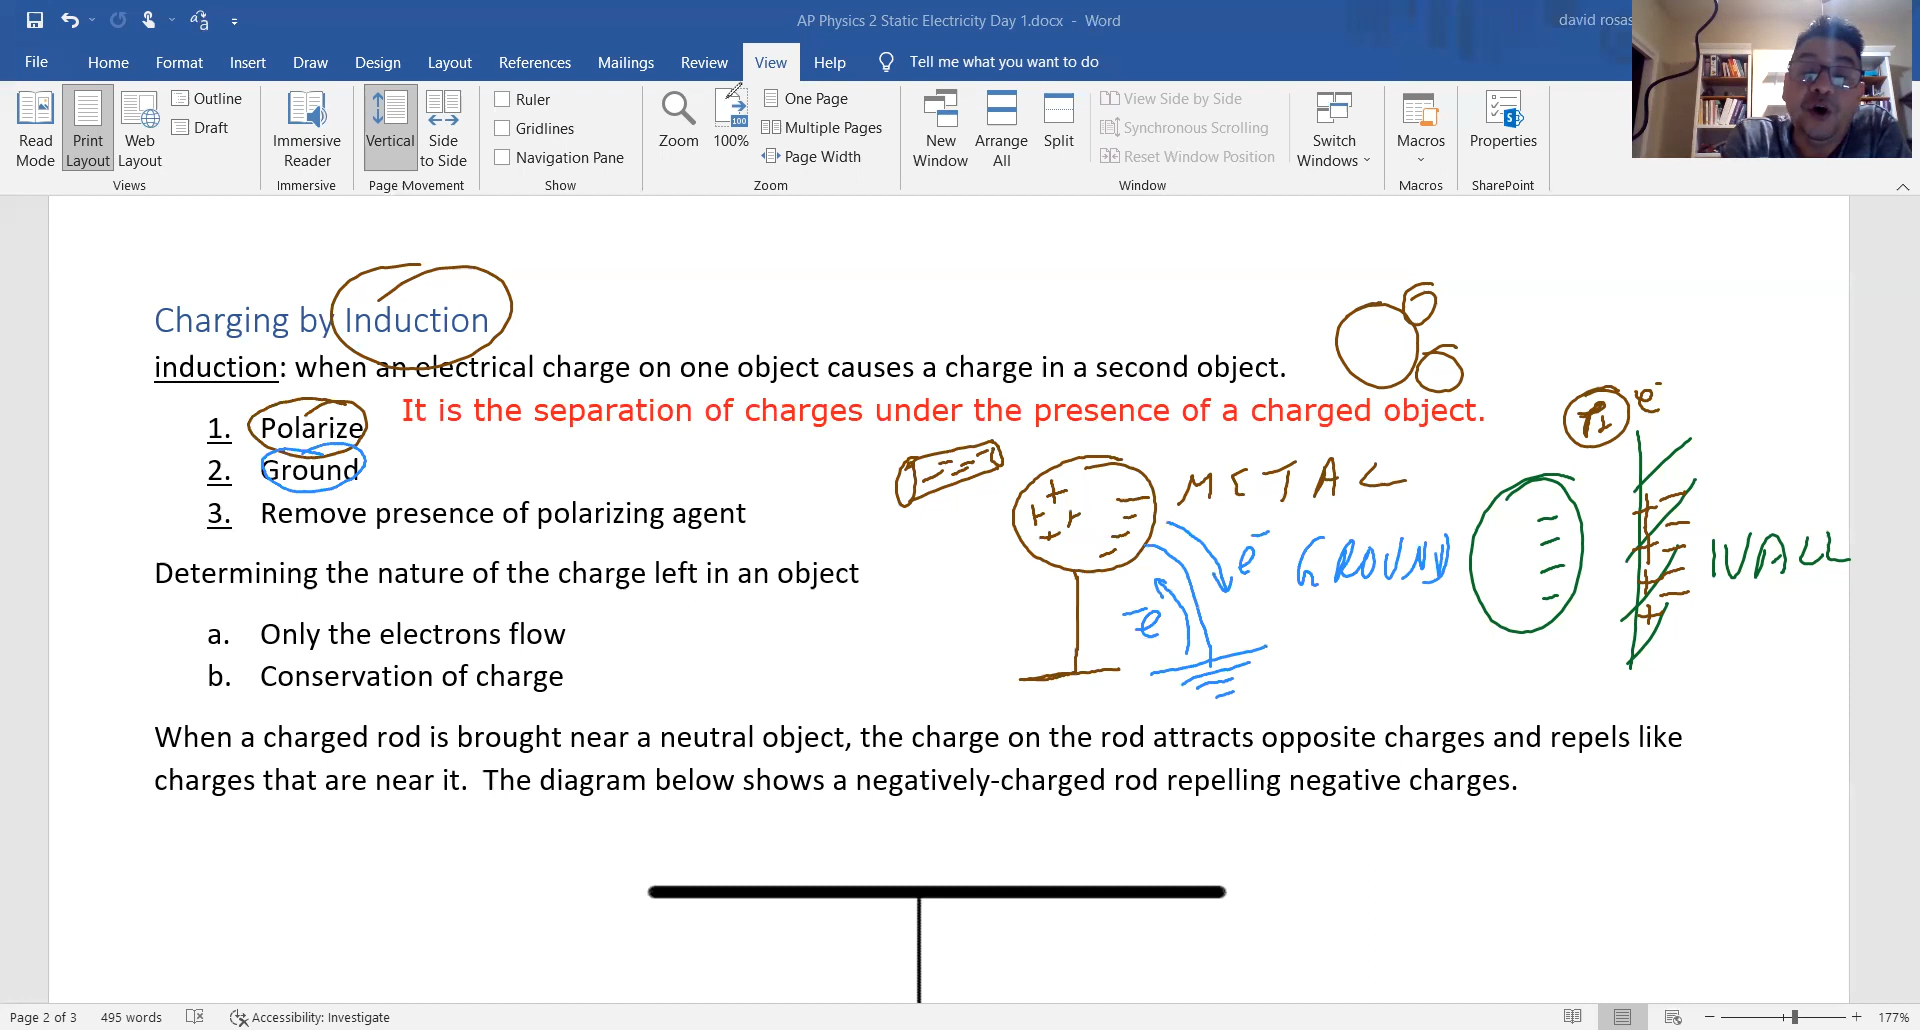 AP Physics 2 Static Electricity Day 1.docx - Word
david rosas
File Home Format Insert Draw Design Layout References Mailings Review View Help Tell me what you want to do
Read Mode
Print Layout
Web Layout
Outline
Draft
Views
Immersive Reader
Immersive
Vertical
Side to Side
Page Movement
Ruler
Gridlines
Navigation Pane
Show
Zoom
100
100%
One Page
Multiple Pages
Page Width
Zoom
New Window
Arrange All
Split
View Side by Side
Synchronous Scrolling
Reset Window Position
Window
Switch Windows
Macros
Macros
S
Properties
SharePoint
Charging by Induction
induction: when an electrical charge on one object causes a charge in a second object.
1. Polarize
It is the separation of charges under the presence of a charged object.
2. Ground
3. Remove presence of polarizing agent
METAL
e-
e-
GROUND
-e
WALL
Determining the nature of the charge left in an object
a. Only the electrons flow
b. Conservation of charge
When a charged rod is brought near a neutral object, the charge on the rod attracts opposite charges and repels like
charges that are near it. The diagram below shows a negatively-charged rod repelling negative charges.
Page 2 of 3 495 words Accessibility: Investigate 177%